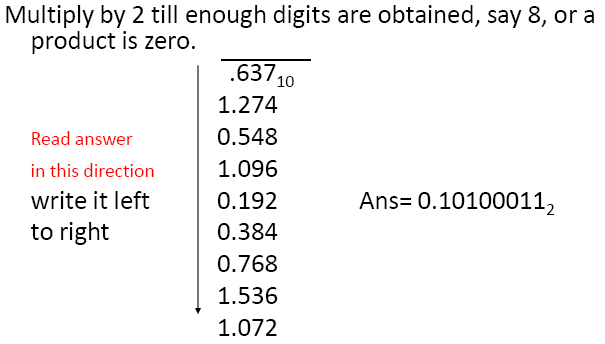 Multiply by 2 till enough digits are obtained, say 8, or a
product is zero.
.637₁₀
1.274
Read answer 0.548
in this direction 1.096
write it left 0.192 Ans= 0.10100011₂
to right 0.384
0.768
1.536
1.072